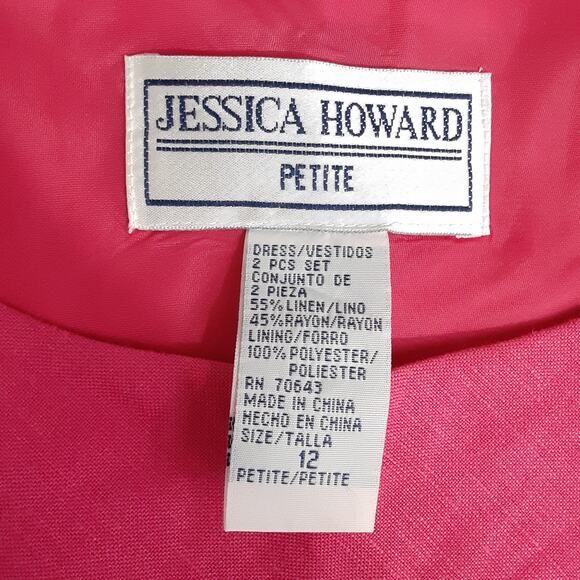 JESSICA HOWARD
PETITE
DRESS/VESTIDOS
2 PCS SET
CONJUNTO DE
2 PIEZA
55% LINEN/LINO
45%RAYON/RAYON
LINING/FORRO
100% POLYESTER/
POLIESTER
RN 70643
MADE IN CHINA
HECHO EN CHINA
SIZE/TALLA
12
PETITE/PETITE